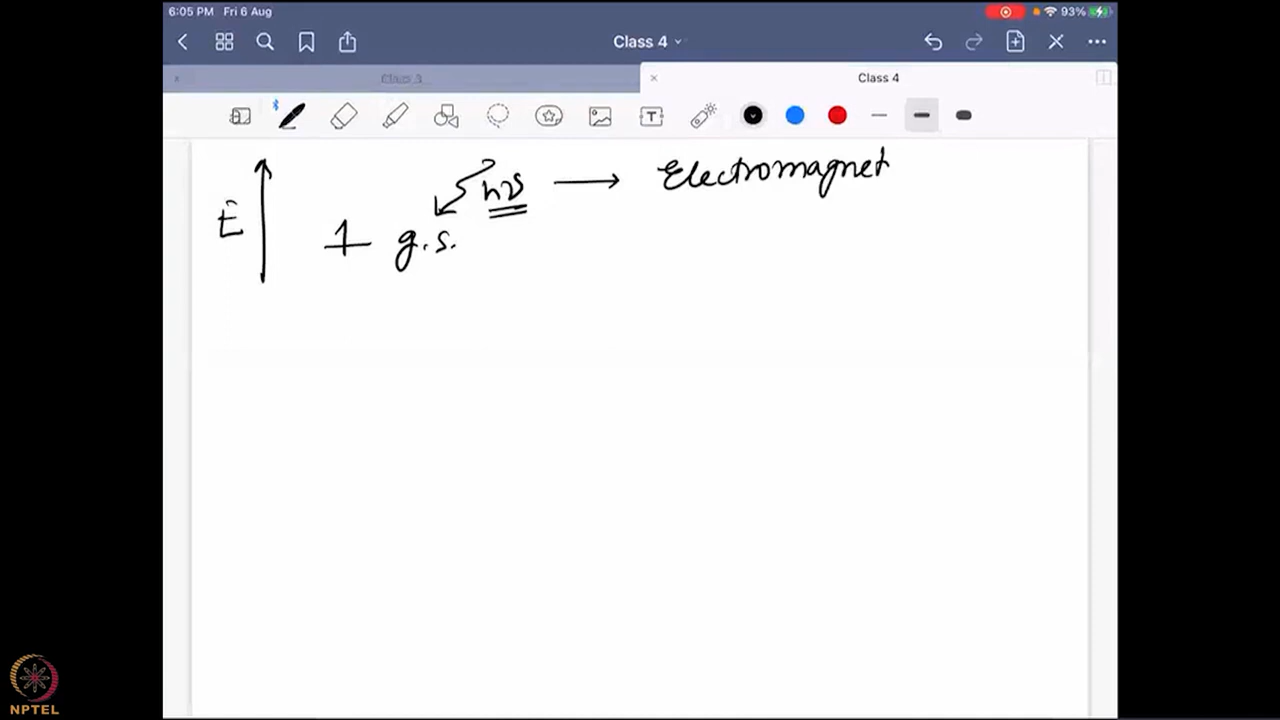 6:05 PM Fri 6 Aug
93%
Class 4
Class 3
Class 4
T
E
hν → Electromagnet
g.s.
NPTEL